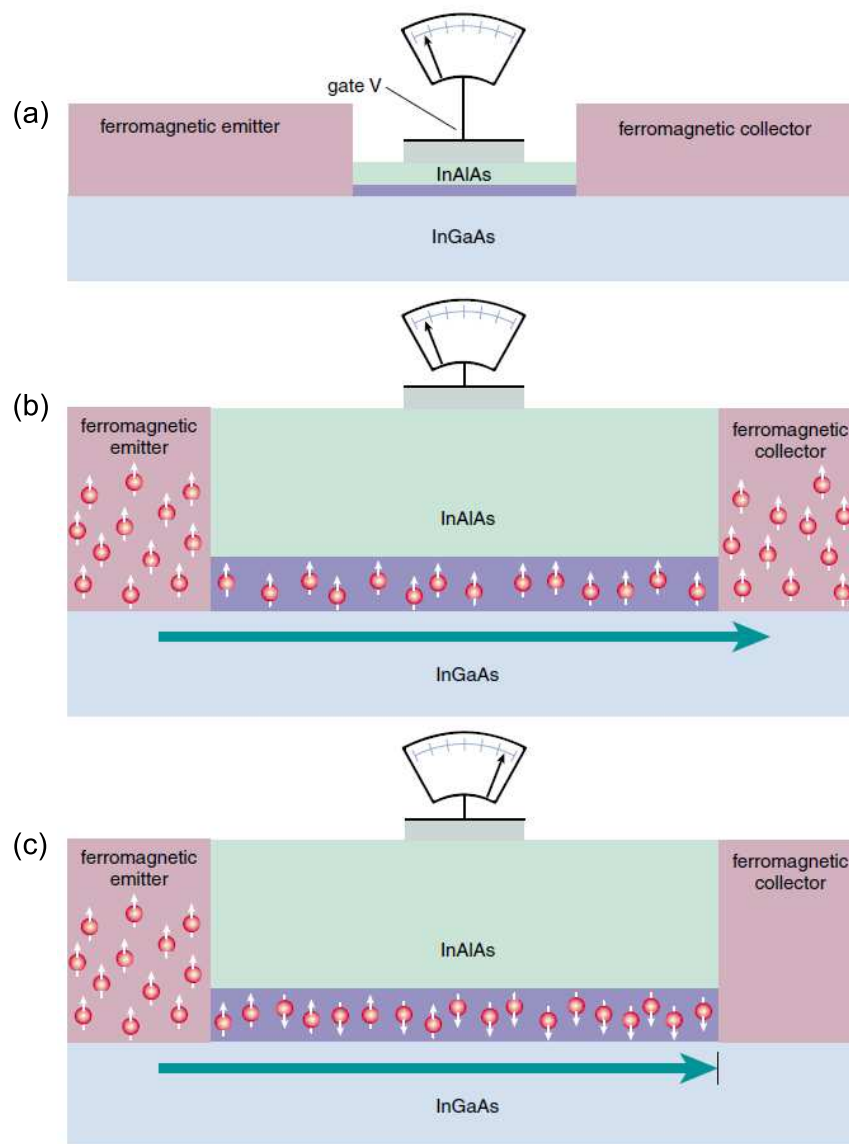 gate V
(a)
ferromagnetic emitter
ferromagnetic collector
InAlAs
InGaAs
(b)
ferromagnetic
emitter
ferromagnetic
collector
InAlAs
InGaAs
(c)
ferromagnetic
emitter
ferromagnetic
collector
InAlAs
InGaAs